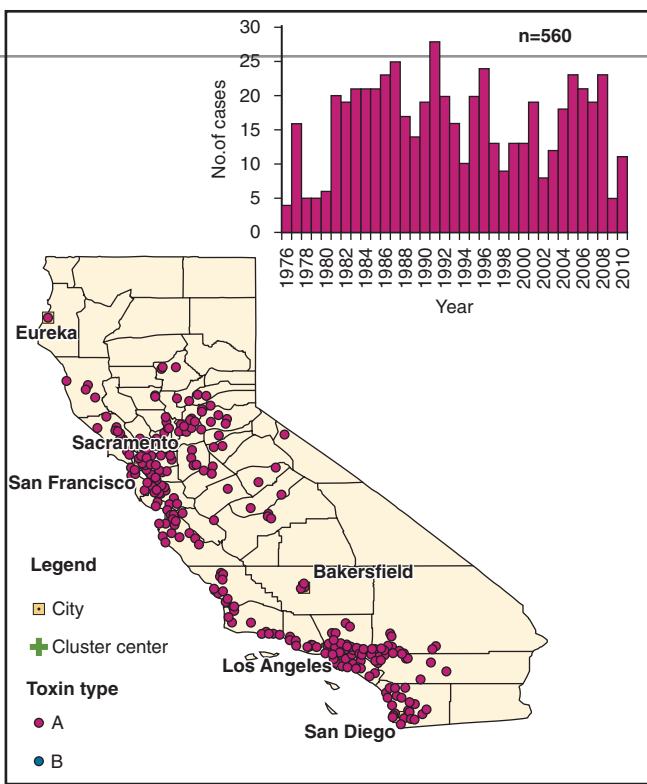 n=560
30
25
20
15
10
5
0
No.of cases
1976
1978
1980
1982
1984
1986
1988
1990
1992
1994
1996
1998
2000
2002
2004
2006
2008
2010
Year
Eureka
Sacramento
San Francisco
Bakersfield
Los Angeles
San Diego
Legend
City
Cluster center
Toxin type
A
B